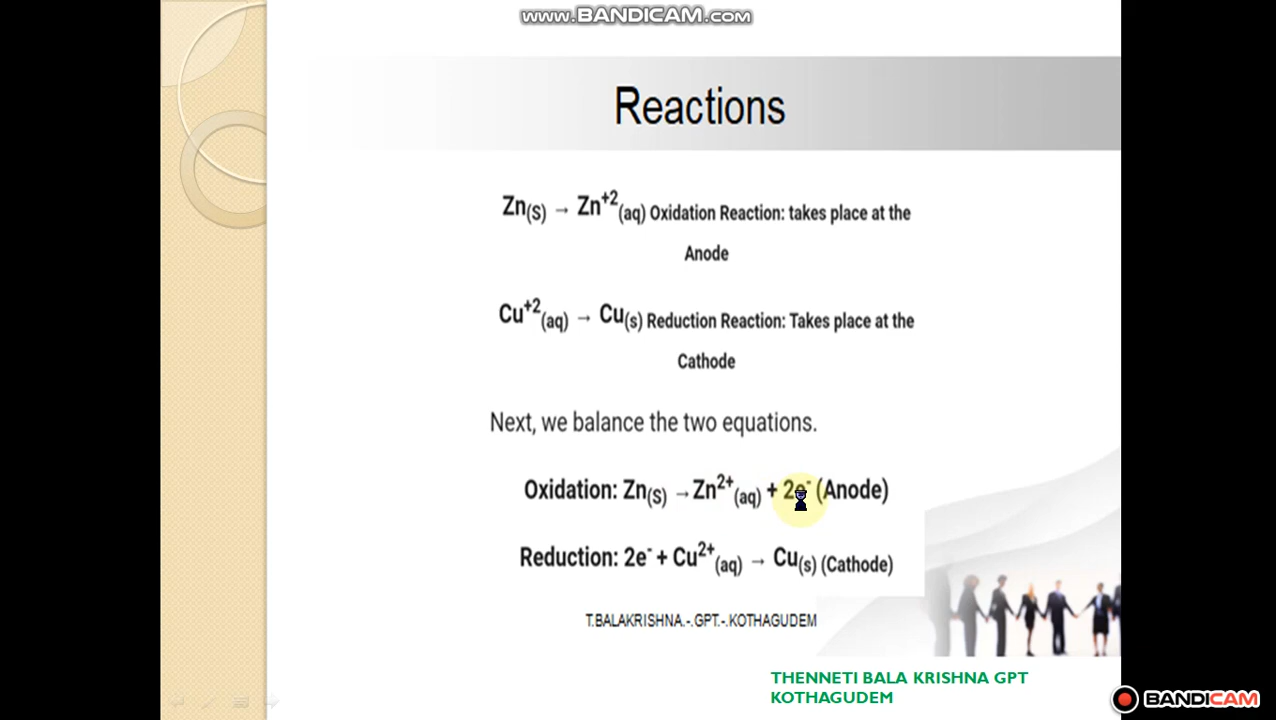 www.BANDICAM.com
Reactions
Zn(S) → Zn+2(aq) Oxidation Reaction: takes place at the
Anode
Cu+2(aq) → Cu(s) Reduction Reaction: Takes place at the
Cathode
Next, we balance the two equations.
Oxidation: Zn(S) →Zn2+(aq) + 2e- (Anode)
Reduction: 2e- + Cu2+(aq) → Cu(s) (Cathode)
T.BALAKRISHNA.-.GPT.-.KOTHAGUDEM
THENNETI BALA KRISHNA GPT
KOTHAGUDEM
BANDICAM